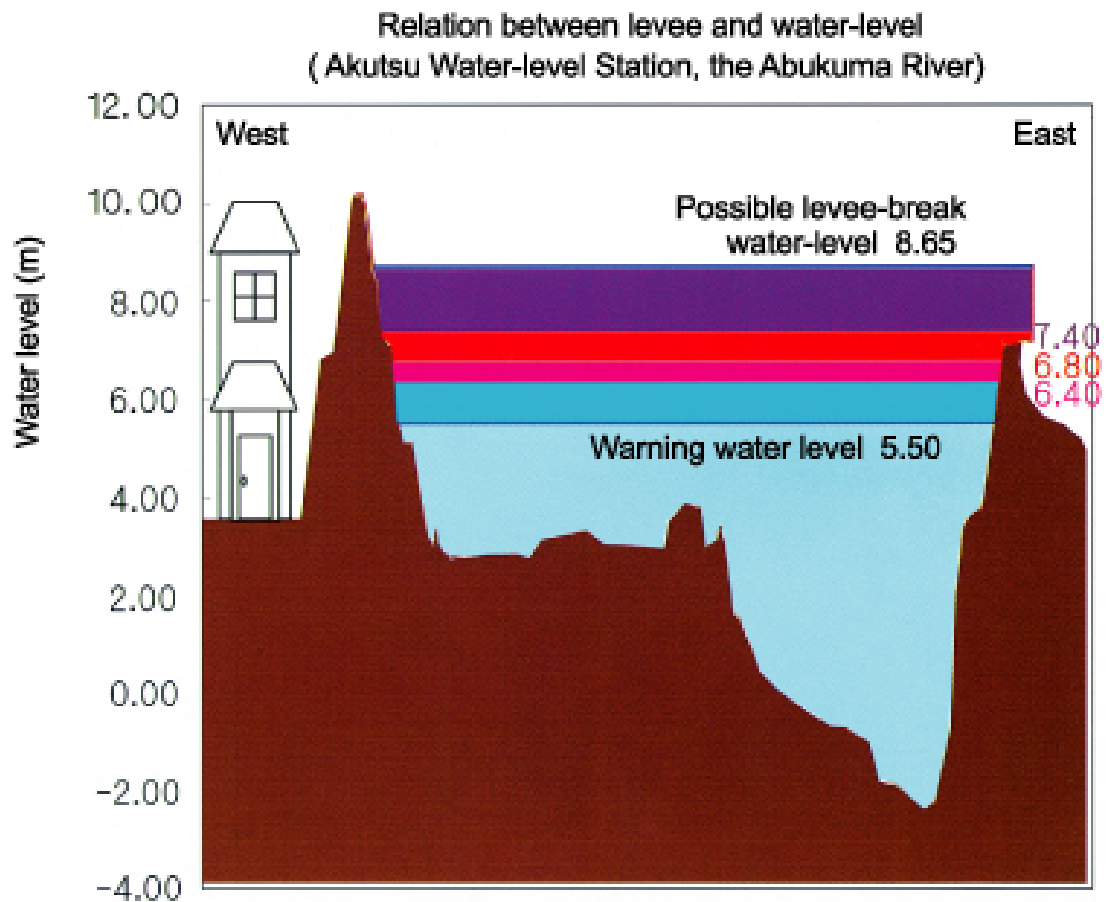 Relation between levee and water-level
( Akutsu Water-level Station, the Abukuma River)
12.00
West
East
10.00
Possible levee-break
water-level 8.65
Water level (m)
8.00
7.40
6.80
6.40
6.00
Warning water level 5.50
4.00
2.00
0.00
-2.00
-4.00